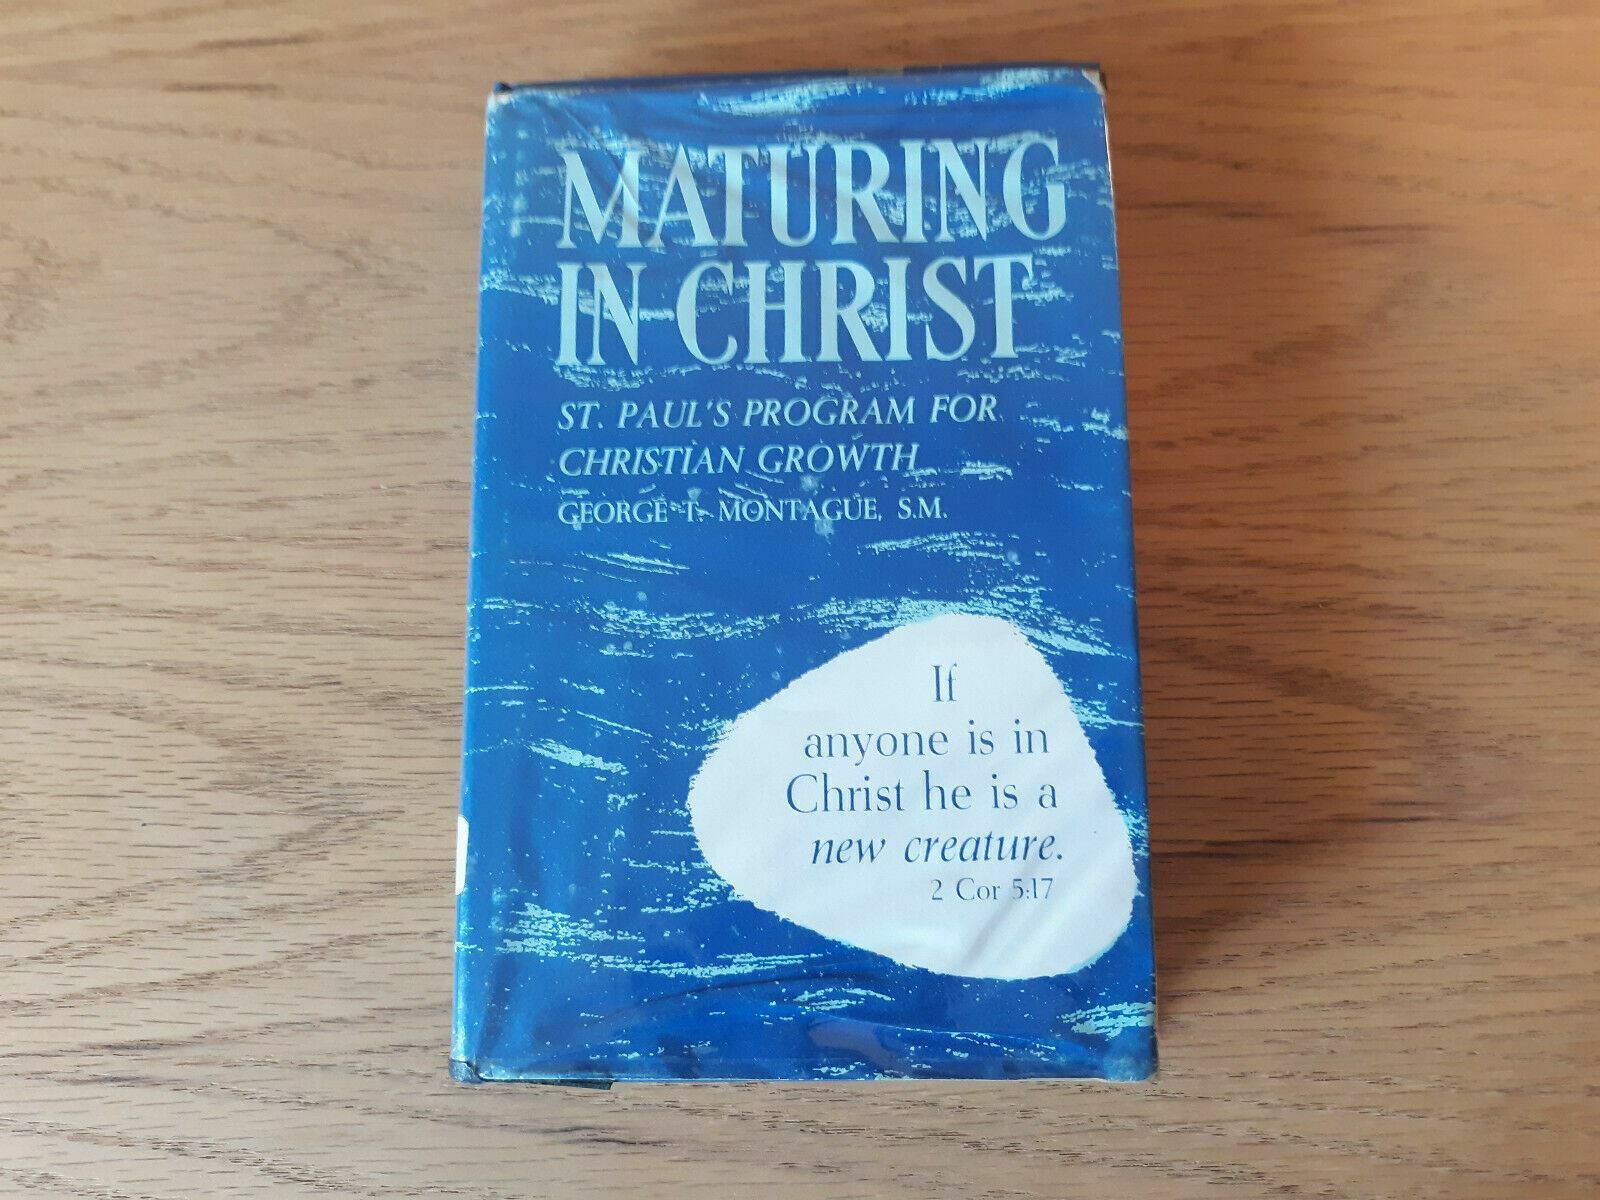 MATURING
IN CHRIST
ST. PAUL'S PROGRAM FOR
CHRISTIAN GROWTH
GEORGE T. MONTAGUE, S.M.
If
anyone is in
Christ he is a
new creature.
2 Cor 5:17